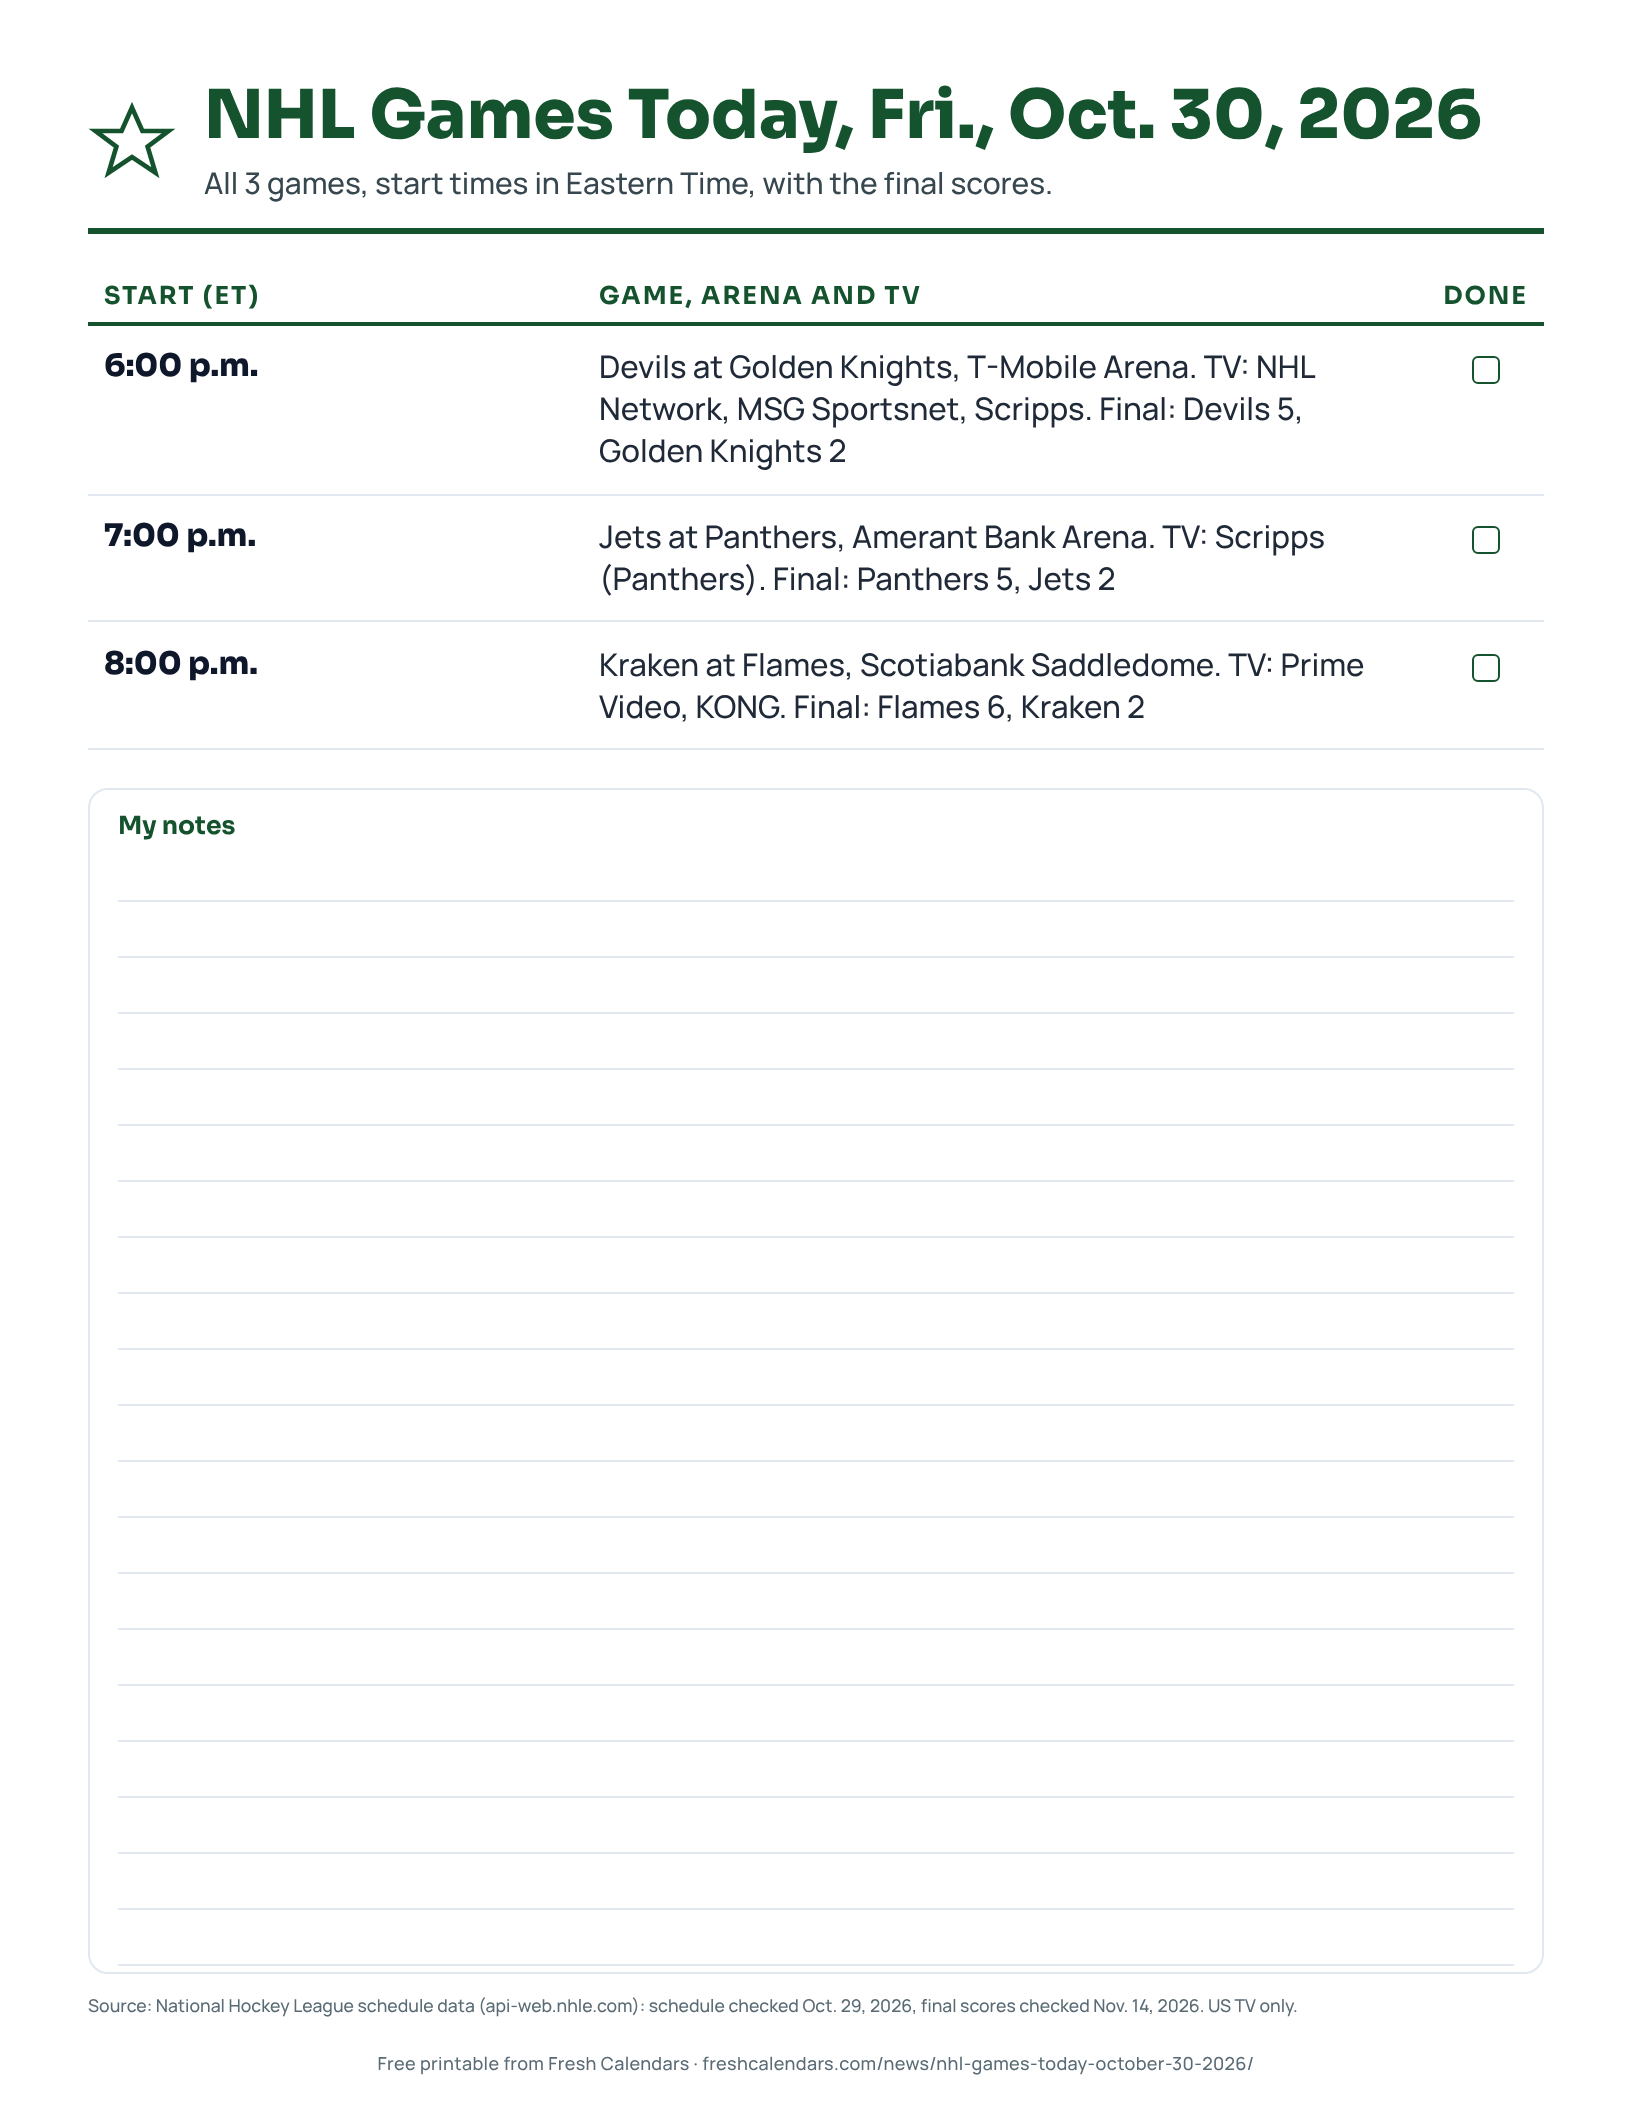 NHL Games Today, Fri., Oct. 30, 2026
All 3 games, start times in Eastern Time, with the final scores.
START (ET) GAME, ARENA AND TV DONE
6:00 p.m. Devils at Golden Knights, T-Mobile Arena. TV: NHL
Network, MSG Sportsnet, Scripps. Final: Devils 5,
Golden Knights 2
7:00 p.m. Jets at Panthers, Amerant Bank Arena. TV: Scripps
(Panthers). Final: Panthers 5, Jets 2
8:00 p.m. Kraken at Flames, Scotiabank Saddledome. TV: Prime
Video, KONG. Final: Flames 6, Kraken 2
My notes
Source: National Hockey League schedule data (api-web.nhle.com): schedule checked Oct. 29, 2026, final scores checked Nov. 14, 2026. US TV only.
Free printable from Fresh Calendars · freshcalendars.com/news/nhl-games-today-october-30-2026/